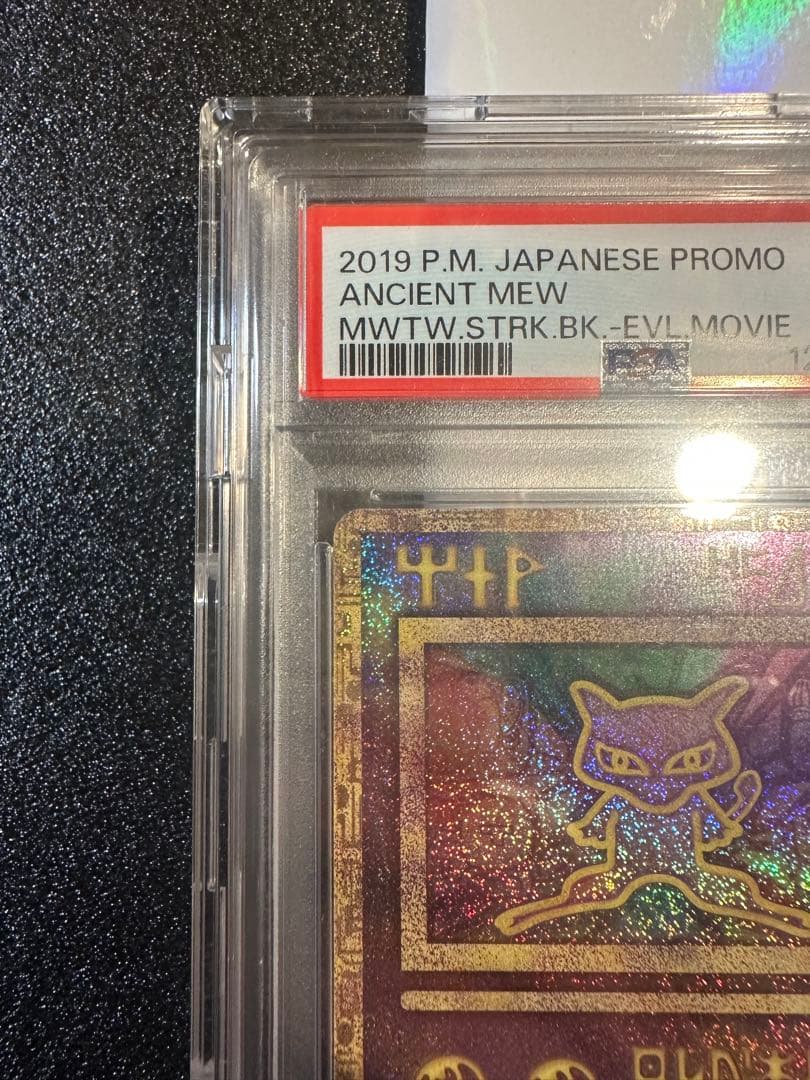 2019 P.M. JAPANESE PROMO
ANCIENT MEW
MWTW.STRK.BK.-EVL.MOVIE
PSA